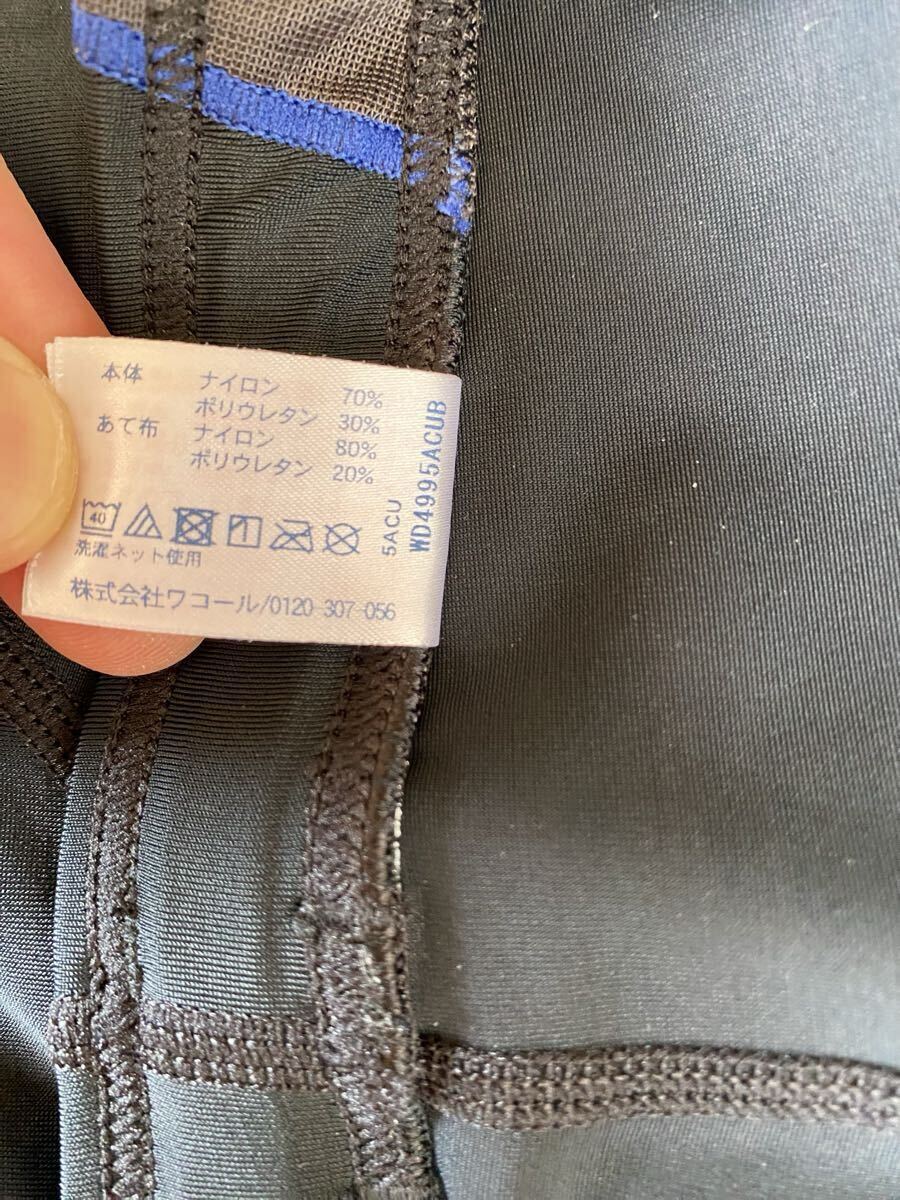 本体 ナイロン 70%
ポリウレタン 30%
あて布 ナイロン 80%
ポリウレタン 20%
40
洗濯ネット使用
株式会社ワコール/0120 307-056
5ACU
WD4995ACUB